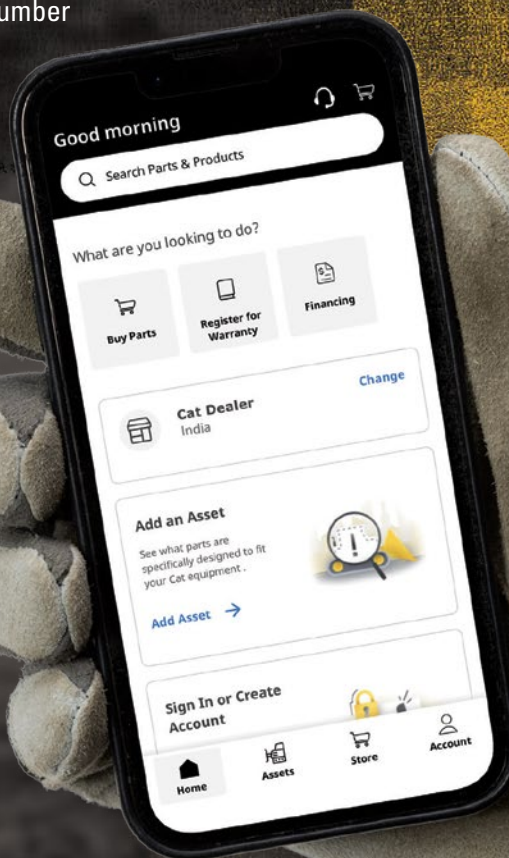 umber
Good morning
Search Parts & Products
What are you looking to do?
Buy Parts
Register for
Warranty
Financing
Cat Dealer
India
Change
Add an Asset
See what parts are
specifically designed to fit
your Cat equipment .
Add Asset →
Sign In or Create
Account
Home
Assets
Store
Account